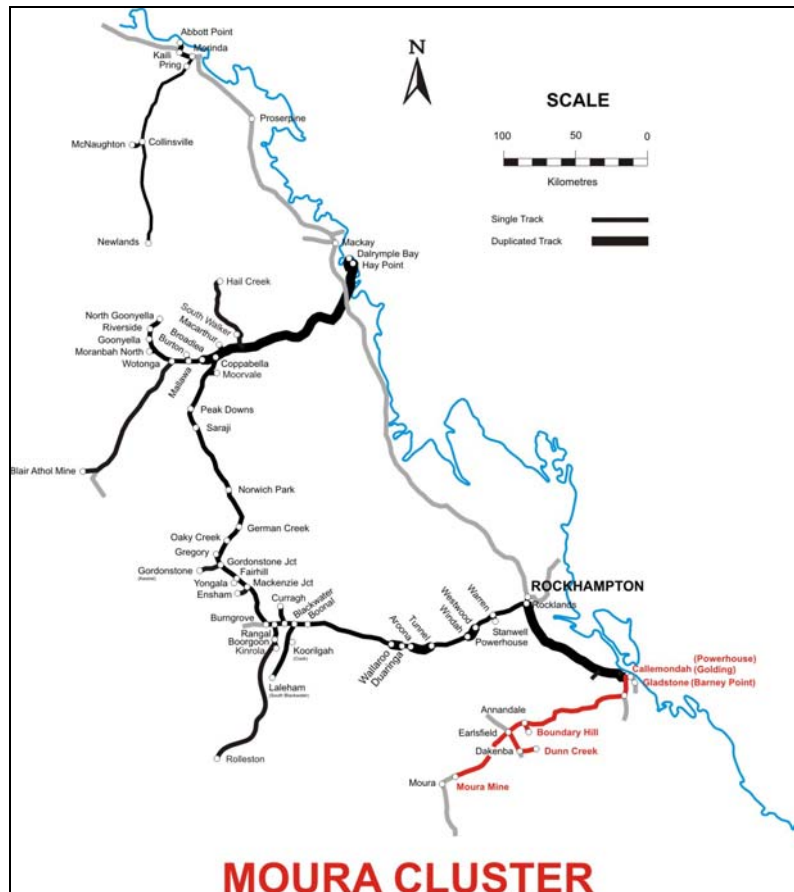 Abbott Point
Kaili
Merinda
Pring
N
SCALE
100 50 0
Kilometres
Single Track
Duplicated Track
Proserpine
McNaughton
Collinsville
Newlands
Mackay
Dalrymple Bay
Hay Point
Hail Creek
North Goonyella
Riverside
Goonyella
Moranbah North
Wotonga
South Walker
Macarthur
Broadlea
Burton
Mallawa
Coppabella
Moorvale
Peak Downs
Saraji
Blair Athol Mine
Norwich Park
German Creek
Oaky Creek
Gregory
Gordonstone Jct
Gordonstone
Fairhill
Yongala
Mackenzie Jct
Ensham
Curragh
Blackwater
Boonal
Burngrove
Rangal
Boorgoon
Kinrola
Koorilgah
(Cook)
Laleham
(South Blackwater)
Rolleston
Wallaroo
Duaringa
Aroona
Tunnel
Windah
Westwood
Warren
Stanwell
Powerhouse
ROCKHAMPTON
Rocklands
(Powerhouse)
Callemondah (Golding)
Gladstone (Barney Point)
Annandale
Earlsfield
Boundary Hill
Dakenba
Dunn Creek
Moura
Moura Mine
MOURA CLUSTER